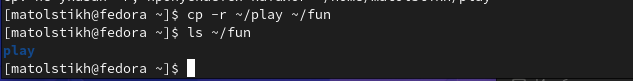 [matolstikh@fedora ~]$ cp -r ~/play ~/fun
[matolstikh@fedora ~]$ ls ~/fun
play
[matolstikh@fedora ~]$